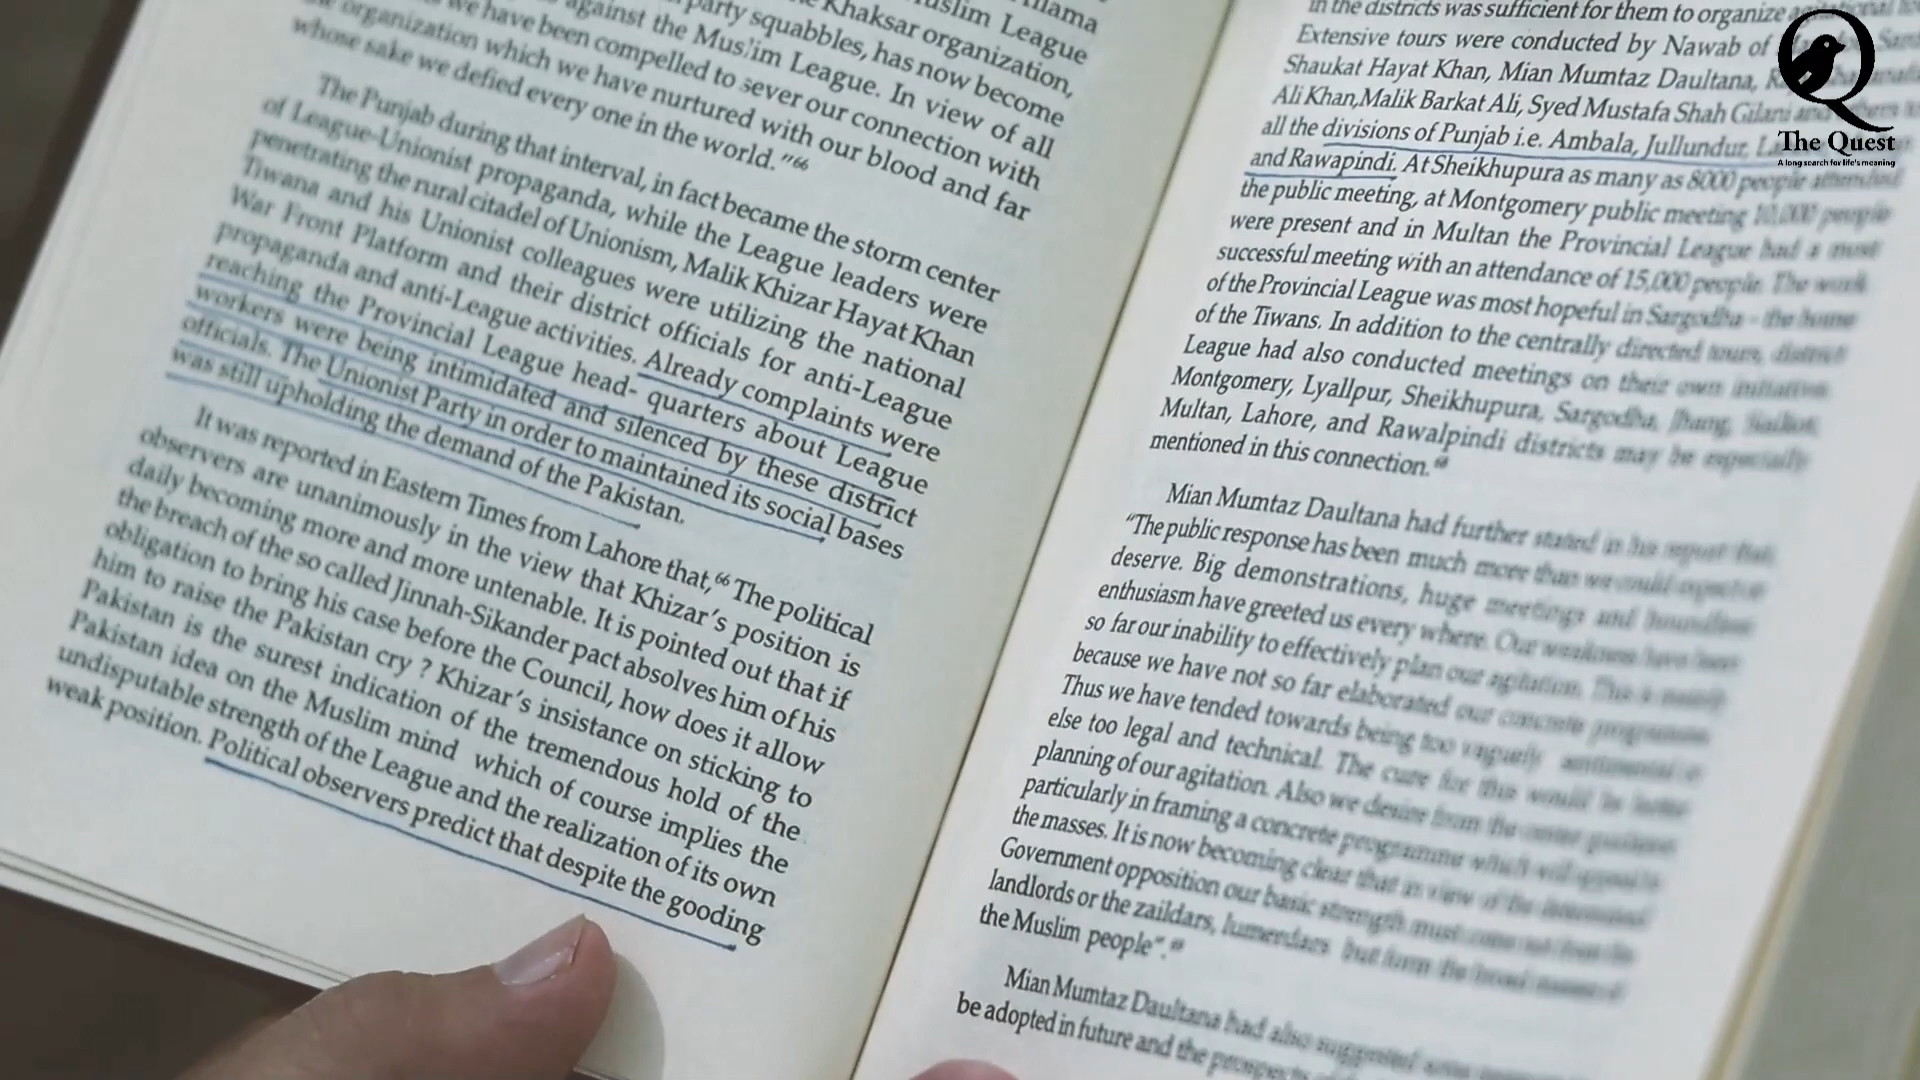 Muslim League
party squabbles, has now become
Khaksar organization,
against the Muslim League. In view of all
we have been compelled to sever our connection with
organization which we have nurtured with our blood and far
whose sake we defied every one in the world."66
The Punjab during that interval, in fact became the storm center
of League-Unionist propaganda, while the League leaders were
penetrating the rural citadel of Unionism, Malik Khizar Hayat Khan
Tiwana and his Unionist colleagues were utilizing the national
War Front Platform and their district officials for anti-League
propaganda and anti-League activities. Already complaints were
reaching the Provincial League head- quarters about League
workers were being intimidated and silenced by these district
officials. The Unionist Party in order to maintained its social bases
was still upholding the demand of the Pakistan.
It was reported in Eastern Times from Lahore that,66 The political
observers are unanimously in the view that Khizar's position is
daily becoming more and more untenable. It is pointed out that if
the breach of the so called Jinnah-Sikander pact absolves him of his
obligation to bring his case before the Council, how does it allow
him to raise the Pakistan cry ? Khizar's insistance on sticking to
Pakistan is the surest indication of the tremendous hold of the
Pakistan idea on the Muslim mind which of course implies the
undisputable strength of the League and the realization of its own
weak position. Political observers predict that despite the gooding
in the districts was sufficient for them to organize
Extensive tours were conducted by Nawab of
Shaukat Hayat Khan, Mian Mumtaz Daultana,
Ali Khan,Malik Barkat Ali, Syed Mustafa Shah Gilani and
all the divisions of Punjab i.e. Ambala, Jullundur,
and Rawapindi. At Sheikhupura as many as 8000 people attended
the public meeting, at Montgomery public meeting 10,000 people
were present and in Multan the Provincial League had a most
successful meeting with an attendance of 15,000 people. The work
of the Provincial League was most hopeful in Sargodha - the home
of the Tiwans. In addition to the centrally directed tours, district
League had also conducted meetings on their own initiative.
Montgomery, Lyallpur, Sheikhupura, Sargodha, Jhang, Sialkot,
Multan, Lahore, and Rawalpindi districts may be especially
mentioned in this connection.
Mian Mumtaz Daultana had further stated in his report that,
"The public response has been much more than we could expect or
deserve. Big demonstrations, huge meetings and boundless
enthusiasm have greeted us every where. Our weakness have been
so far our inability to effectively plan our agitation. This is mainly
because we have not so far elaborated our concrete programme.
Thus we have tended towards being too vaguely sentimental or
else too legal and technical. The cure for this would be
planning of our agitation. Also we desire from the
particularly in framing a concrete programme which will
the masses. It is now becoming clear that in view of the
Government opposition our basic strength must come not from the
landlords or the zaildars, but form the broad masses of
the Muslim people".
Mian Mumtaz Daultana had also suggested
be adopted in future and the
The Quest
A long search for life's meaning